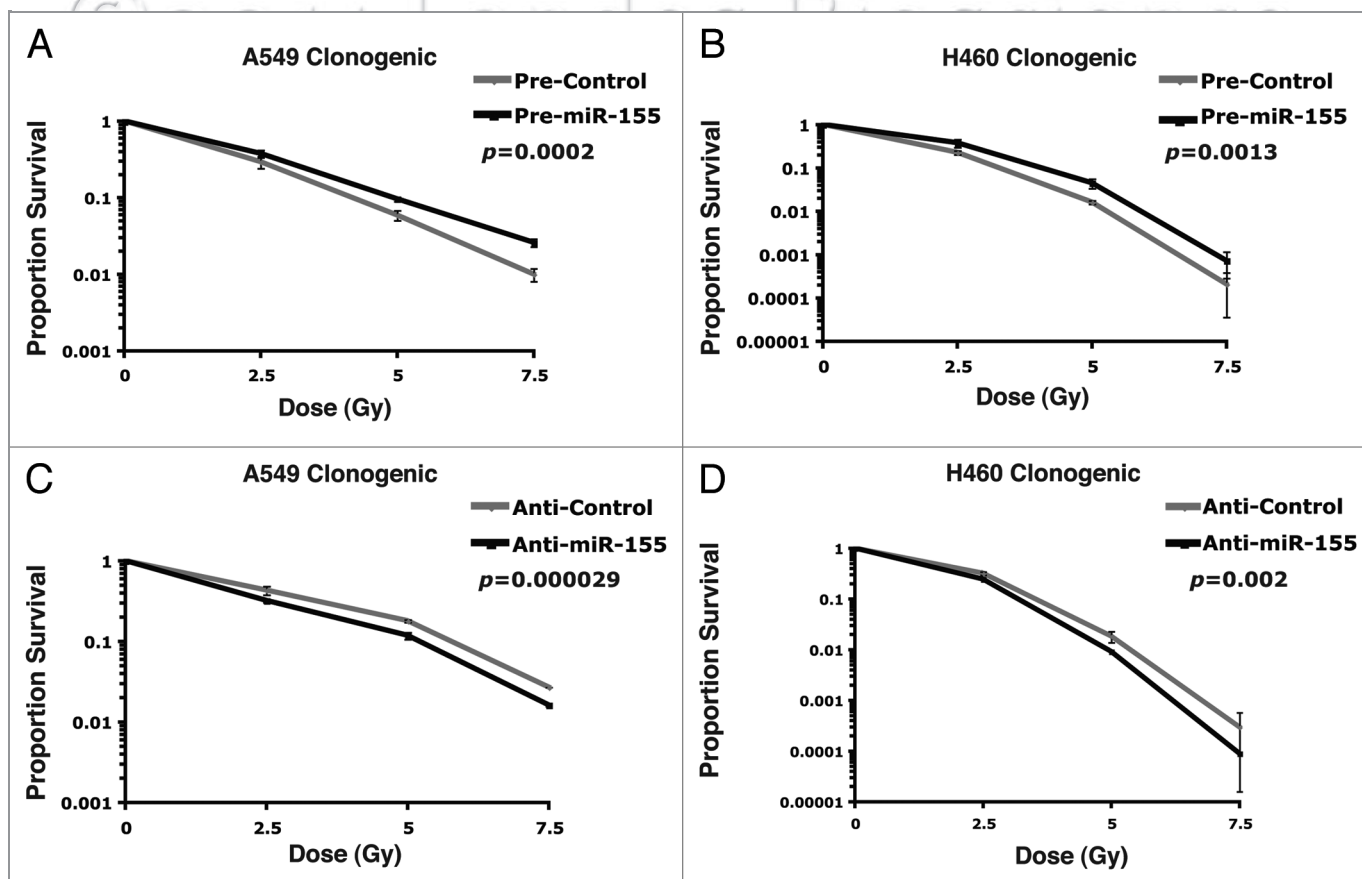 A
A549 Clonogenic
Pre-Control
Pre-miR-155
p=0.0002
Proportion Survival
1
0.1
0.01
0.001
0
2.5
5
7.5
Dose (Gy)
B
H460 Clonogenic
Pre-Control
Pre-miR-155
p=0.0013
Proportion Survival
1
0.1
0.01
0.001
0.0001
0.00001
0
2.5
5
7.5
Dose (Gy)
C
A549 Clonogenic
Anti-Control
Anti-miR-155
p=0.000029
Proportion Survival
1
0.1
0.01
0.001
0
2.5
5
7.5
Dose (Gy)
D
H460 Clonogenic
Anti-Control
Anti-miR-155
p=0.002
Proportion Survival
1
0.1
0.01
0.001
0.0001
0.00001
0
2.5
5
7.5
Dose (Gy)